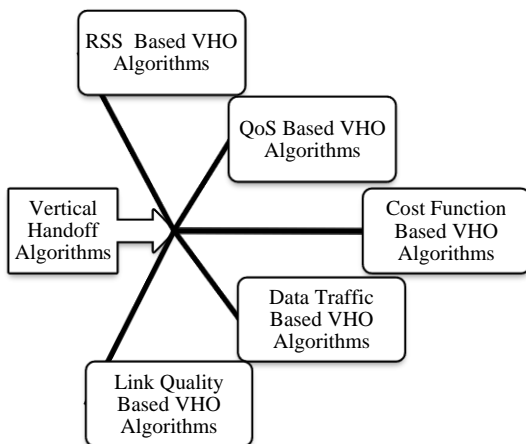 RSS Based VHO
Algorithms
QoS Based VHO
Algorithms
Vertical
Handoff
Algorithms
Cost Function
Based VHO
Algorithms
Data Traffic
Based VHO
Algorithms
Link Quality
Based VHO
Algorithms